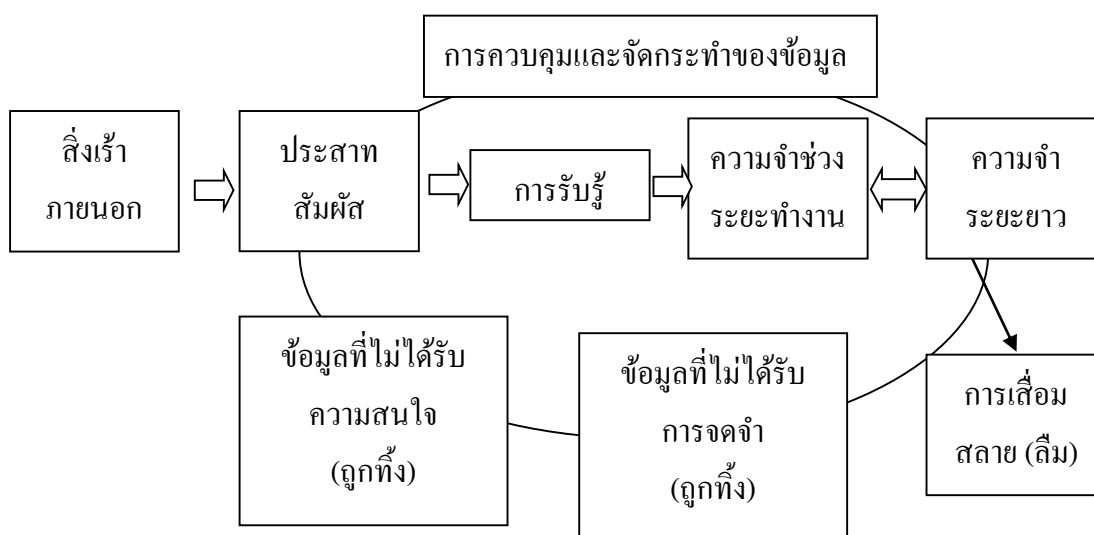 การควบคุมและจัดกระทำของข้อมูล
สิ่งเร้า
ภายนอก
ประสาท
สัมผัส
การรับรู้
ความจำช่วง
ระยะทำงาน
ความจำ
ระยะยาว
ข้อมูลที่ไม่ได้รับ
ความสนใจ
(ถูกทิ้ง)
ข้อมูลที่ไม่ได้รับ
การจดจำ
(ถูกทิ้ง)
การเสื่อม
สลาย (ลืม)